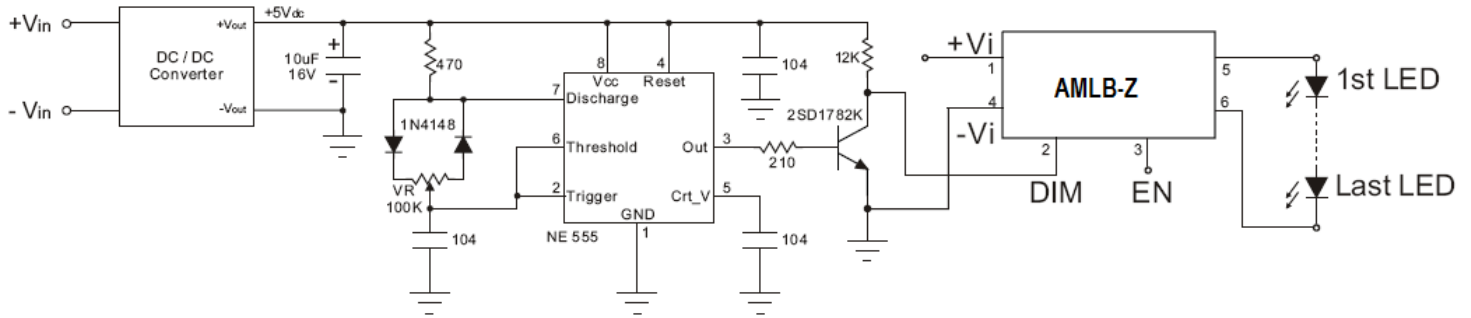 +Vin
- Vin
DC / DC
Converter
+Vout
-Vout
+5Vdc
10uF
16V
+
-
470
1N4148
VR
100K
104
7
Discharge
6
Threshold
2
Trigger
8
Vcc
4
Reset
Out
3
Crt_V
5
GND
1
NE 555
104
104
210
12K
2SD1782K
+Vi
1
4
-Vi
AMLB-Z
2
DIM
3
EN
5
6
1st LED
Last LED